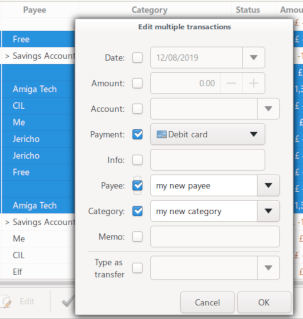 Payee Category Status Amou
Edit multiple transactions
Free
> Savings Account
Date: 12/08/2019
Amount: 0.00
Amiga Tech
Account:
CIL
Me
Payment: Debit card
Jericho
Jericho
Info:
Free
Payee: my new payee
Amiga Tech
Category: my new category
> Savings Account
Me
Memo:
CIL
Type as
transfer
Elf
Edit
Cancel OK